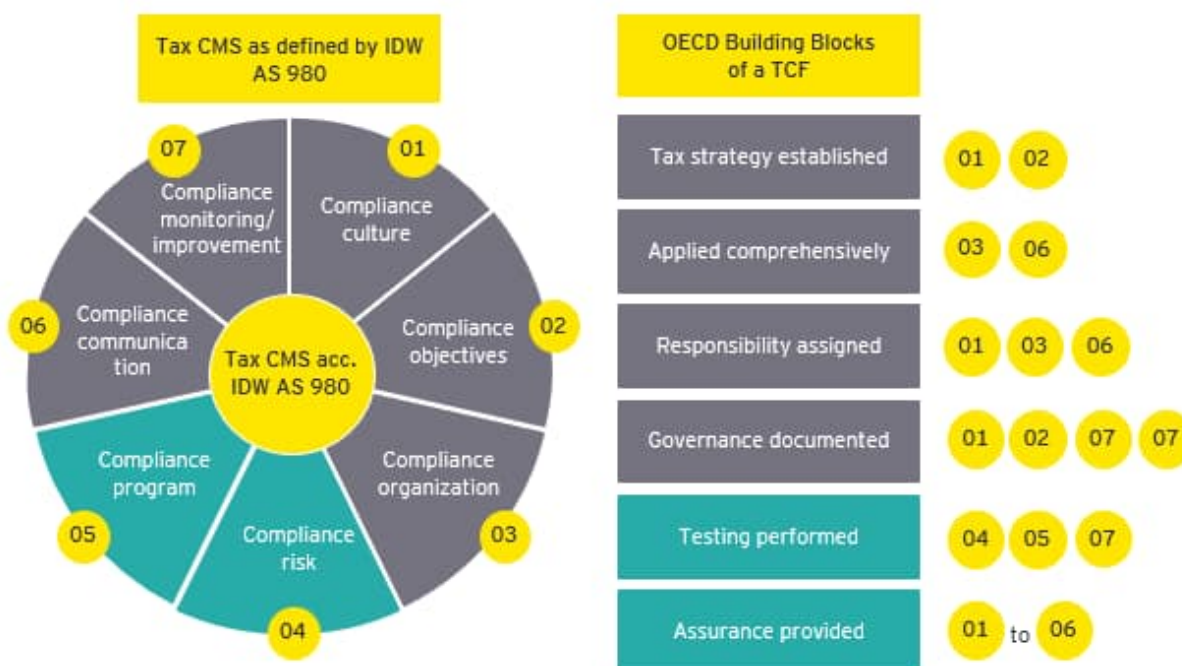 Tax CMS as defined by IDW
AS 980
07
01
Compliance
monitoring/
improvement
Compliance
culture
06
Compliance
communica
tion
Compliance
objectives
02
Tax CMS acc.
IDW AS 980
Compliance
program
Compliance
organization
05
Compliance
risk
03
04
OECD Building Blocks
of a TCF
Tax strategy established 01 02
Applied comprehensively 03 06
Responsibility assigned 01 03 06
Governance documented 01 02 07 07
Testing performed 04 05 07
Assurance provided 01 to 06